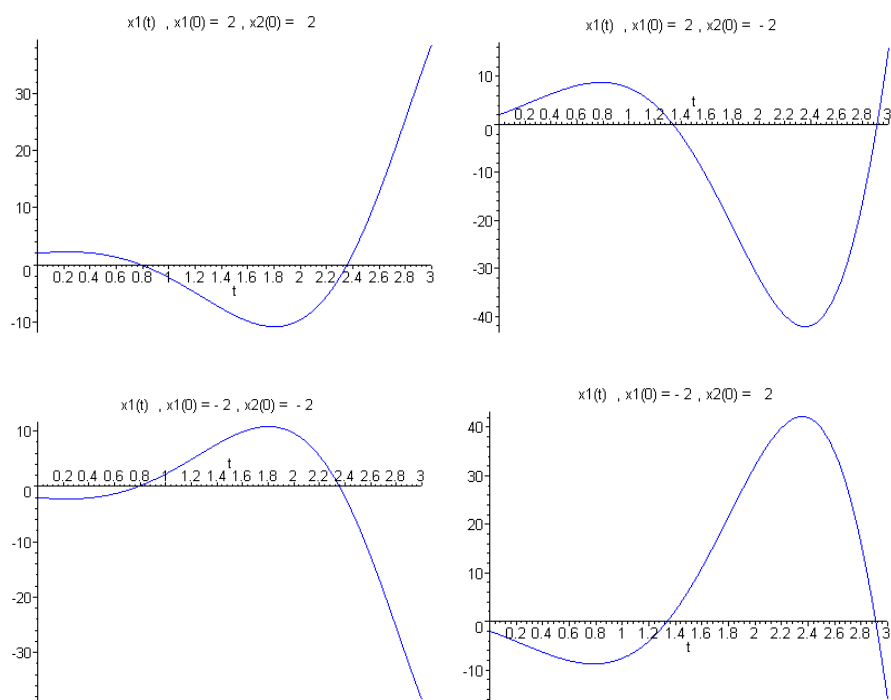 x1(t) , x1(0) = 2 , x2(0) = 2
30
20
10
0
-10
0.2 0.4 0.6 0.8 1 1.2 1.4 1.6 1.8 2 2.2 2.4 2.6 2.8 3
t
x1(t) , x1(0) = 2 , x2(0) = - 2
10
0
-10
-20
-30
-40
t
0.2 0.4 0.6 0.8 1 1.2 1.4 1.6 1.8 2 2.2 2.4 2.6 2.8 3
x1(t) , x1(0) = - 2 , x2(0) = - 2
10
0
-10
-20
-30
t
0.2 0.4 0.6 0.8 1 1.2 1.4 1.6 1.8 2 2.2 2.4 2.6 2.8 3
x1(t) , x1(0) = - 2 , x2(0) = 2
40
30
20
10
0
-10
0.2 0.4 0.6 0.8 1 1.2 1.4 1.6 1.8 2 2.2 2.4 2.6 2.8 3
t